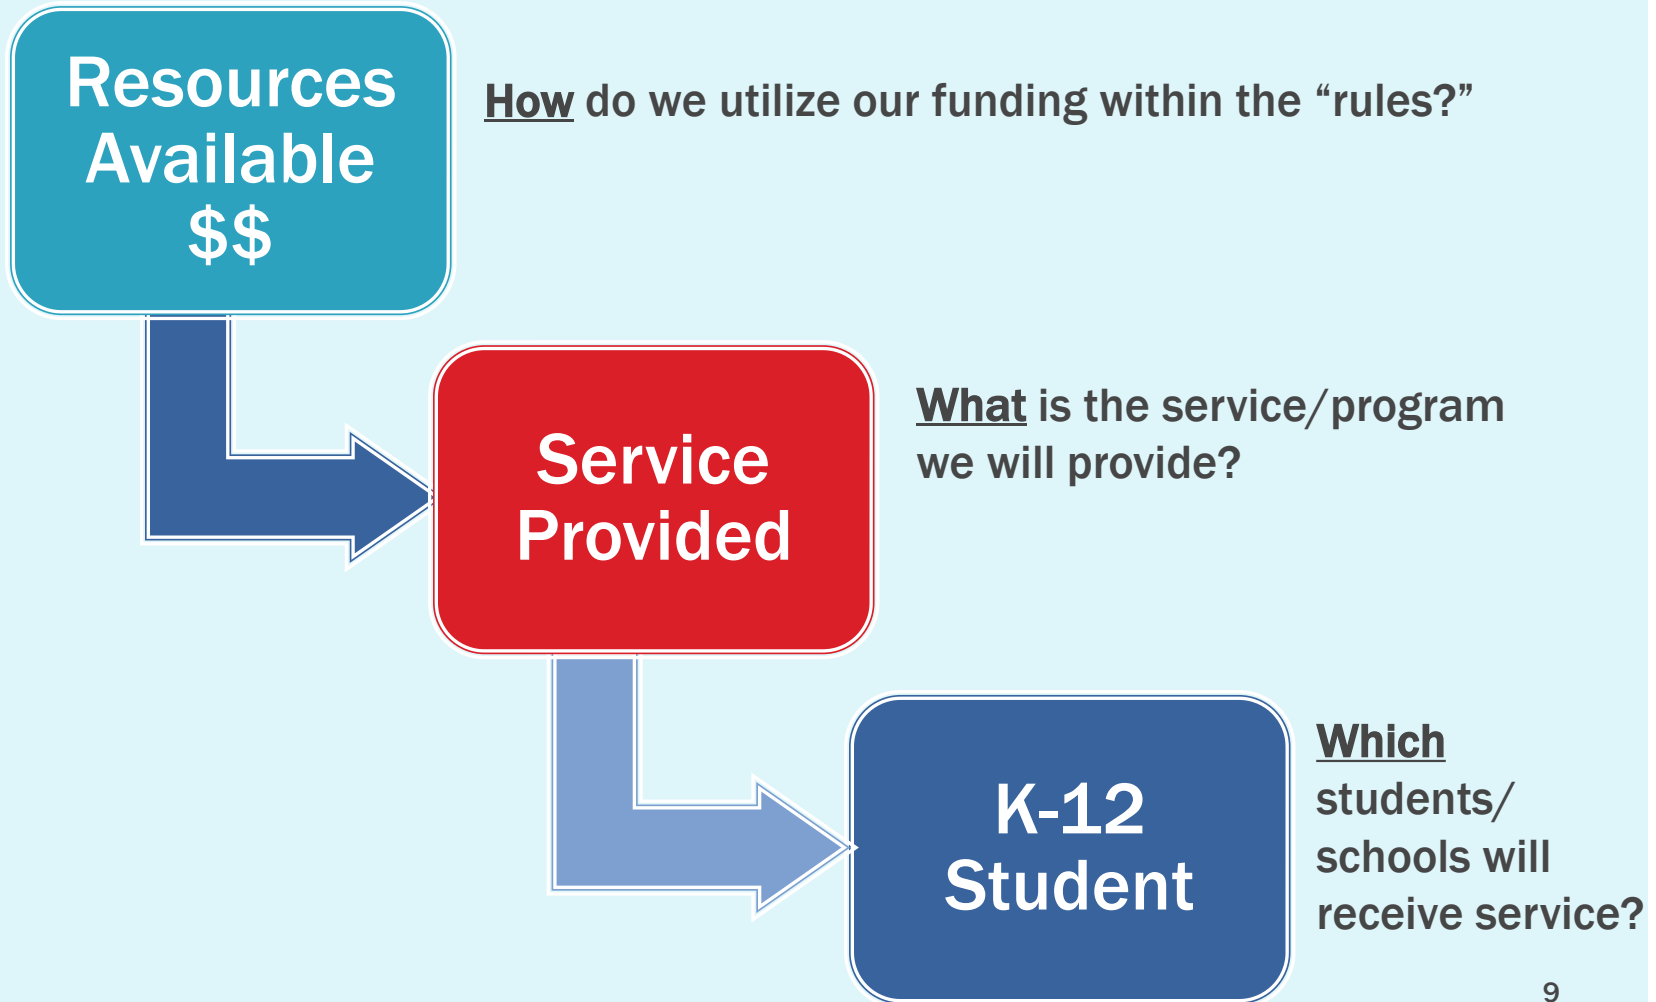 Resources
Available
$$
How do we utilize our funding within the “rules?”
Service
Provided
What is the service/program
we will provide?
K-12
Student
Which
students/
schools will
receive service?
9